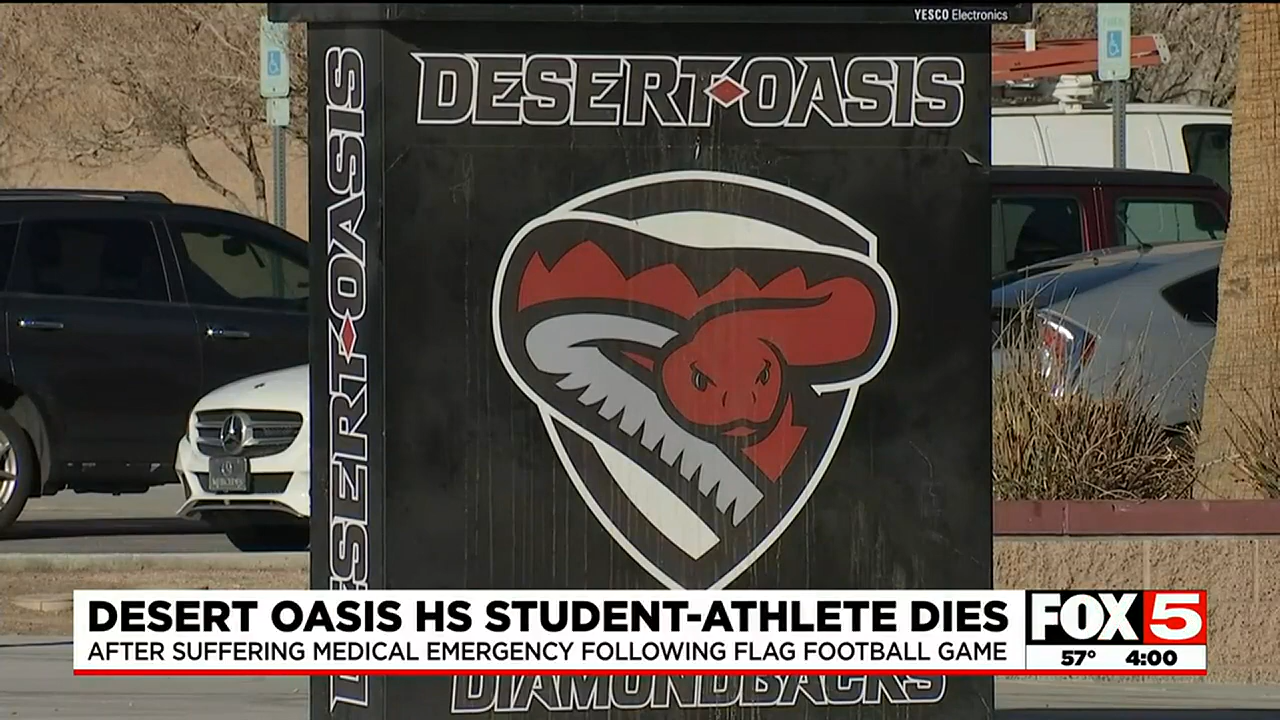 YESCO Electronics
DESERT OASIS
DESERT OASIS
DESERT OASIS HS STUDENT-ATHLETE DIES
AFTER SUFFERING MEDICAL EMERGENCY FOLLOWING FLAG FOOTBALL GAME
FOX 5
57° 4:00
DIAMONDBACKS